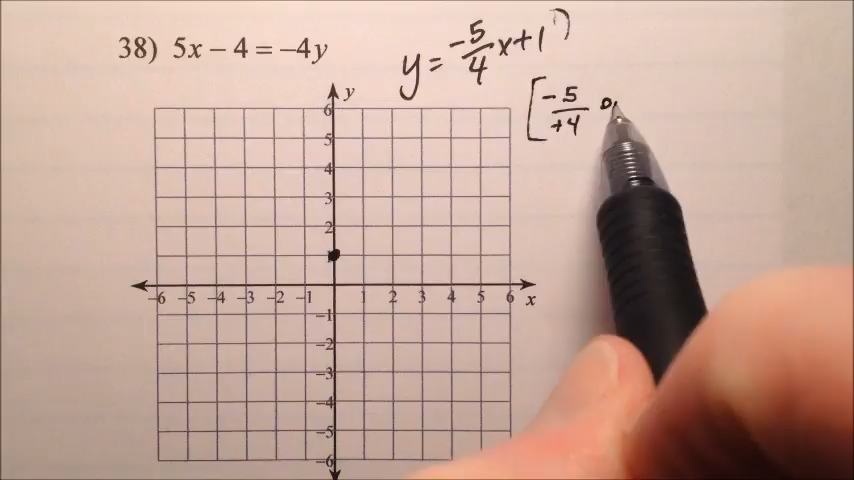 38) 5x − 4 = −4y
y = -5/4 x + 1
[ -5/+4 o
y
6
5
4
3
2
−6 −5 −4 −3 −2 −1 1 2 3 4 5 6 x
−1
−2
−3
−4
−5
−6